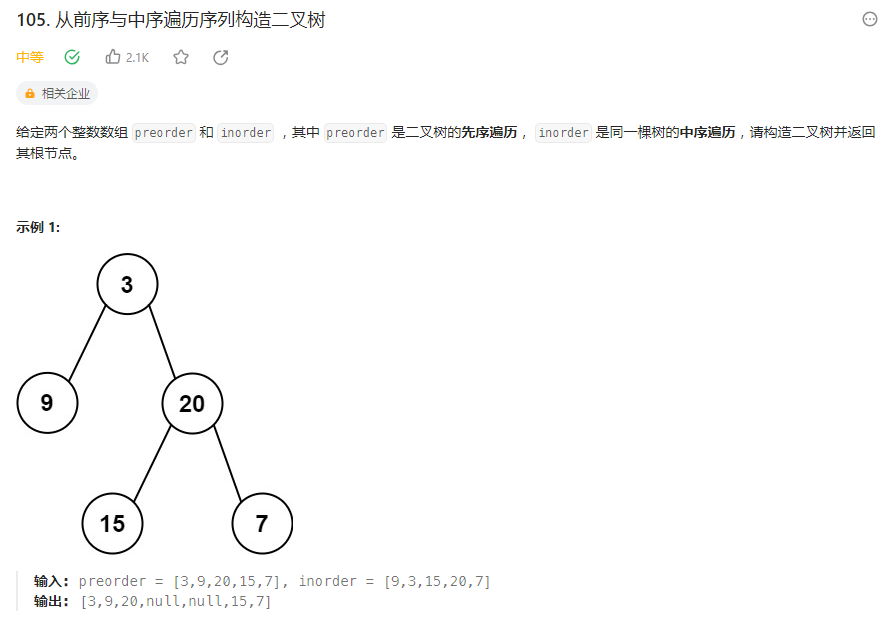 105. 从前序与中序遍历序列构造二叉树
中等 2.1K
相关企业
给定两个整数数组 preorder 和 inorder ，其中 preorder 是二叉树的先序遍历， inorder 是同一棵树的中序遍历，请构造二叉树并返回
其根节点。
示例 1:
3
9 20
15 7
输入: preorder = [3,9,20,15,7], inorder = [9,3,15,20,7]
输出: [3,9,20,null,null,15,7]